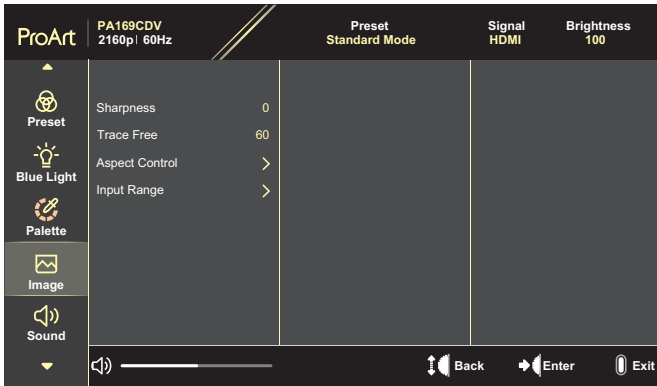 ProArt
PA169CDV
2160p| 60Hz
Preset
Standard Mode
Signal
HDMI
Brightness
100
Preset
Blue Light
Palette
Image
Sound
Sharpness 0
Trace Free 60
Aspect Control
Input Range
Back
Enter
Exit